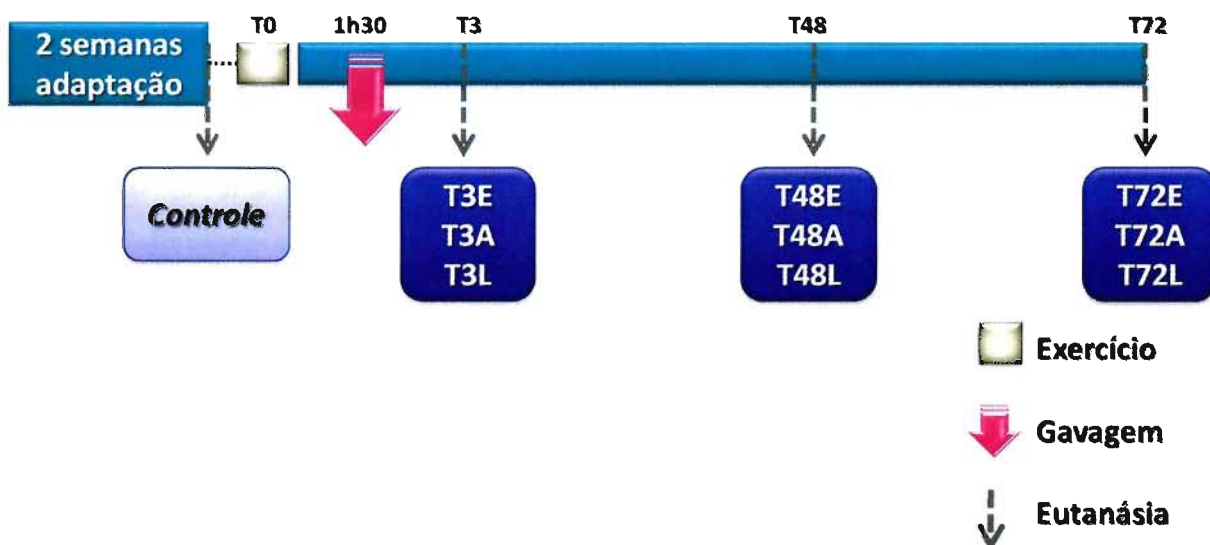 T0 1h30 T3 T48 T72
2 semanas
adaptação
Controle
T3E
T3A
T3L
T48E
T48A
T48L
T72E
T72A
T72L
Exercício
Gavagem
Eutanásia